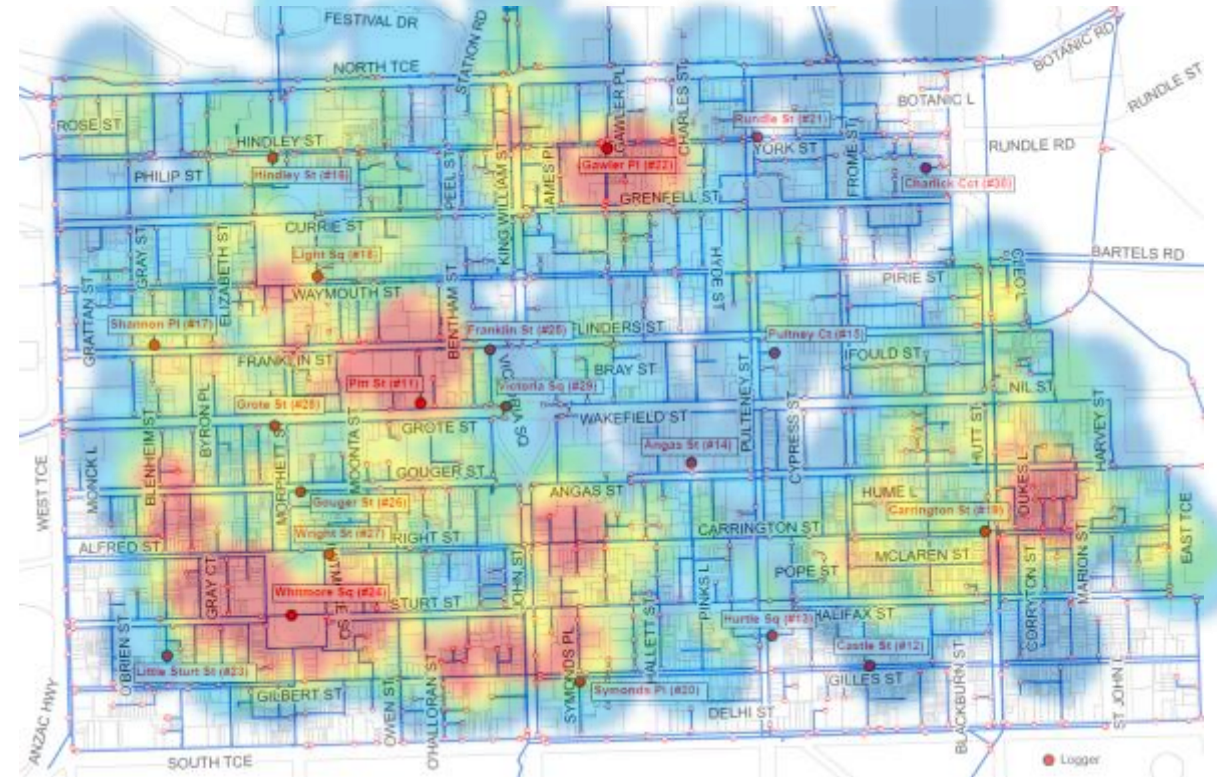 FESTIVAL DR
STATION RD
NORTH TCE
BOTANIC RD
RUNDLE ST
GAWLER PL
CHARLES ST
BOTANIC L
ROSE ST
HINDLEY ST
Rundle St (#21)
YORK ST
FROME ST
RUNDLE RD
PHILIP ST
Hindley St (#16)
PEEL ST
KING WILLIAM ST
JAMES PL
Gawler Pl (#22)
GRENFELL ST
Charlick Cct (#30)
CURRIE ST
GRAY ST
ELIZABETH ST
Light Sq (#18)
HYDE ST
PIRIE ST
BARTELS RD
WAYMOUTH ST
GRATTAN ST
Shannon Pl (#17)
BENTHAM ST
Franklin St (#25)
FLINDERS ST
Pultney Ct (#15)
FRANKLIN ST
IFOULD ST
BRAY ST
Pitt St (#11)
Victoria Sq (#29)
NIL ST
Grote St (#28)
VICTORIA SQ
WAKEFIELD ST
PULTENEY ST
CYPRESS ST
HUTT ST
HARVEY ST
BLENHEIM ST
BYRON PL
MORPHETT ST
MOONTA ST
GROTE ST
Angas St (#14)
MONCK L
GOUGER ST
WEST TCE
Gouger St (#26)
ANGAS ST
HUME L
DUKES L
EAST TCE
Carrington St (#19)
Wright St (#27)
RIGHT ST
CARRINGTON ST
ALFRED ST
MCLAREN ST
GRAY CT
JOHN ST
POPE ST
PINKS L
CORRYTON ST
MARION ST
Whitmore Sq (#24)
STURT ST
HALIFAX ST
Hurtle Sq (#13)
O'BRIEN ST
Castle St (#12)
Little Sturt St (#23)
GILLES ST
GILBERT ST
OWEN ST
O'HALLORAN ST
SYMONDS PL
Symonds Pl (#20)
DELHI ST
BLACKBURN ST
ST JOHN L
ANZAC HWY
SOUTH TCE
Logger